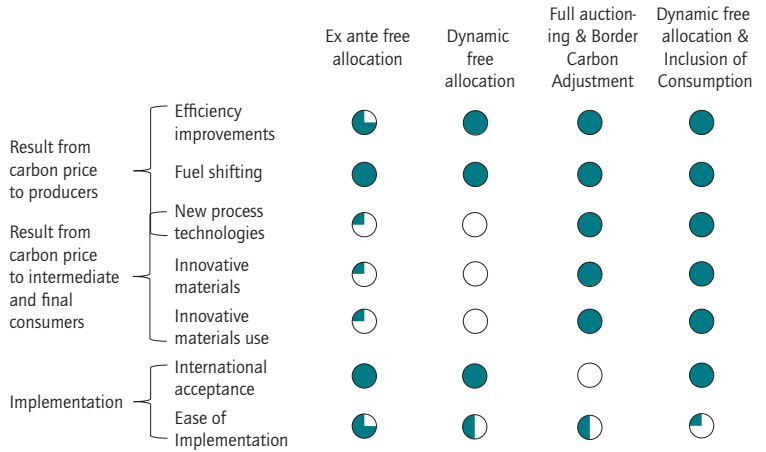 Ex ante free
allocation
Dynamic
free
allocation
Full auction-
ing & Border
Carbon
Adjustment
Dynamic free
allocation &
Inclusion of
Consumption
Result from
carbon price
to producers
Efficiency
improvements
Fuel shifting
New process
technologies
Result from
carbon price
to intermediate
and final
consumers
Innovative
materials
Innovative
materials use
Implementation
International
acceptance
Ease of
Implementation